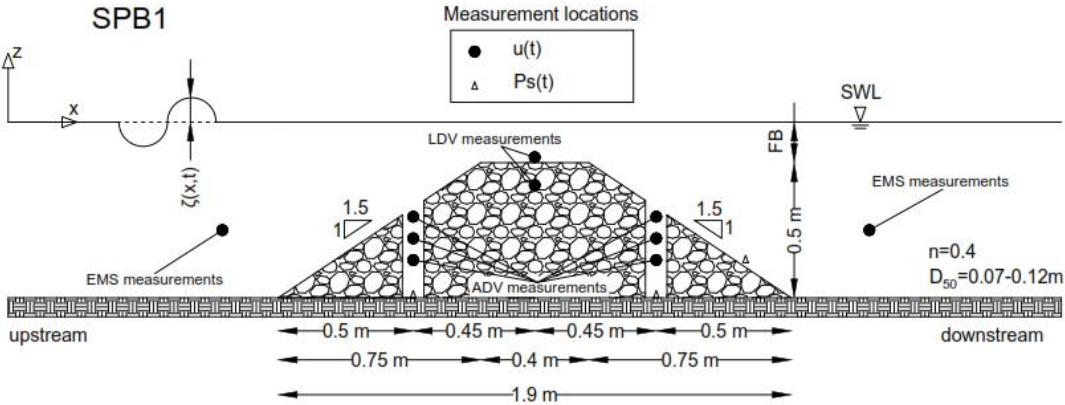 SPB1
Measurement locations
u(t)
Ps(t)
z
x
SWL
ζ(x,t)
LDV measurements
FB
EMS measurements
1.5
1
1.5
1
0.5 m
n=0.4
D50=0.07-0.12m
EMS measurements
ADV measurements
upstream
downstream
0.5 m
0.45 m
0.45 m
0.5 m
0.75 m
0.4 m
0.75 m
1.9 m